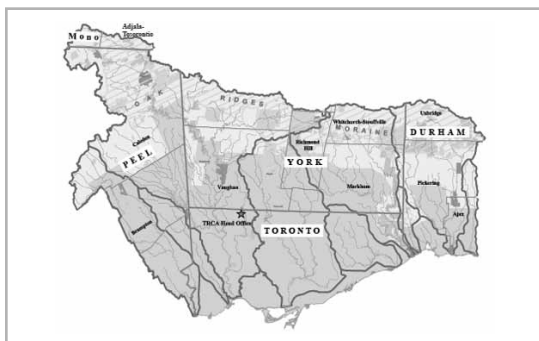 Adjala-
Tosorontio
Mono
OAK RIDGES MORAINE
Whitchurch-Stouffville
Uxbridge
DURHAM
Richmond
Hill
Caledon
PEEL
YORK
Vaughan
Markham
Pickering
Ajax
TRCA Head Office
Brampton
TORONTO